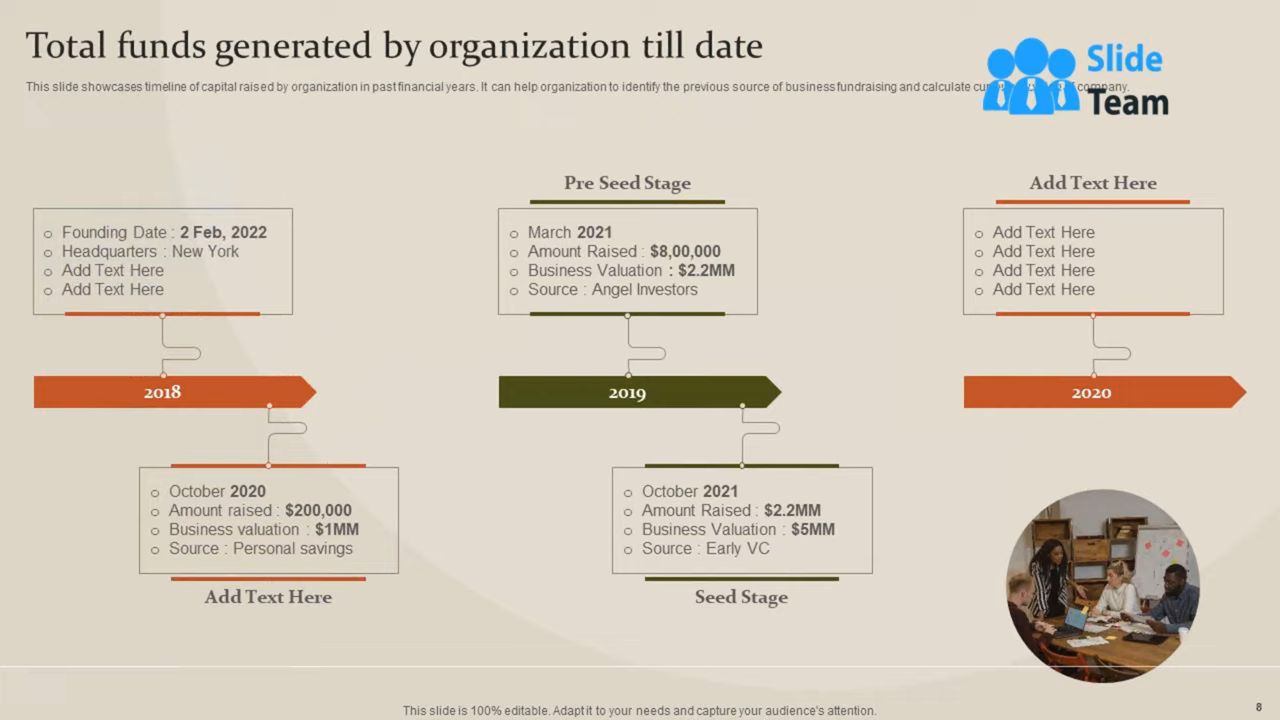 Total funds generated by organization till date
This slide showcases timeline of capital raised by organization in past financial years. It can help organization to identify the previous source of business fundraising and calculate company.
Slide
Team
Founding Date : 2 Feb, 2022
Headquarters : New York
Add Text Here
Add Text Here
Pre Seed Stage
March 2021
Amount Raised : $8,00,000
Business Valuation : $2.2MM
Source : Angel Investors
Add Text Here
Add Text Here
Add Text Here
Add Text Here
Add Text Here
2018
2019
2020
October 2020
Amount raised : $200,000
Business valuation : $1MM
Source : Personal savings
Add Text Here
October 2021
Amount Raised : $2.2MM
Business Valuation : $5MM
Source : Early VC
Seed Stage
This slide is 100% editable. Adapt it to your needs and capture your audience's attention.
8